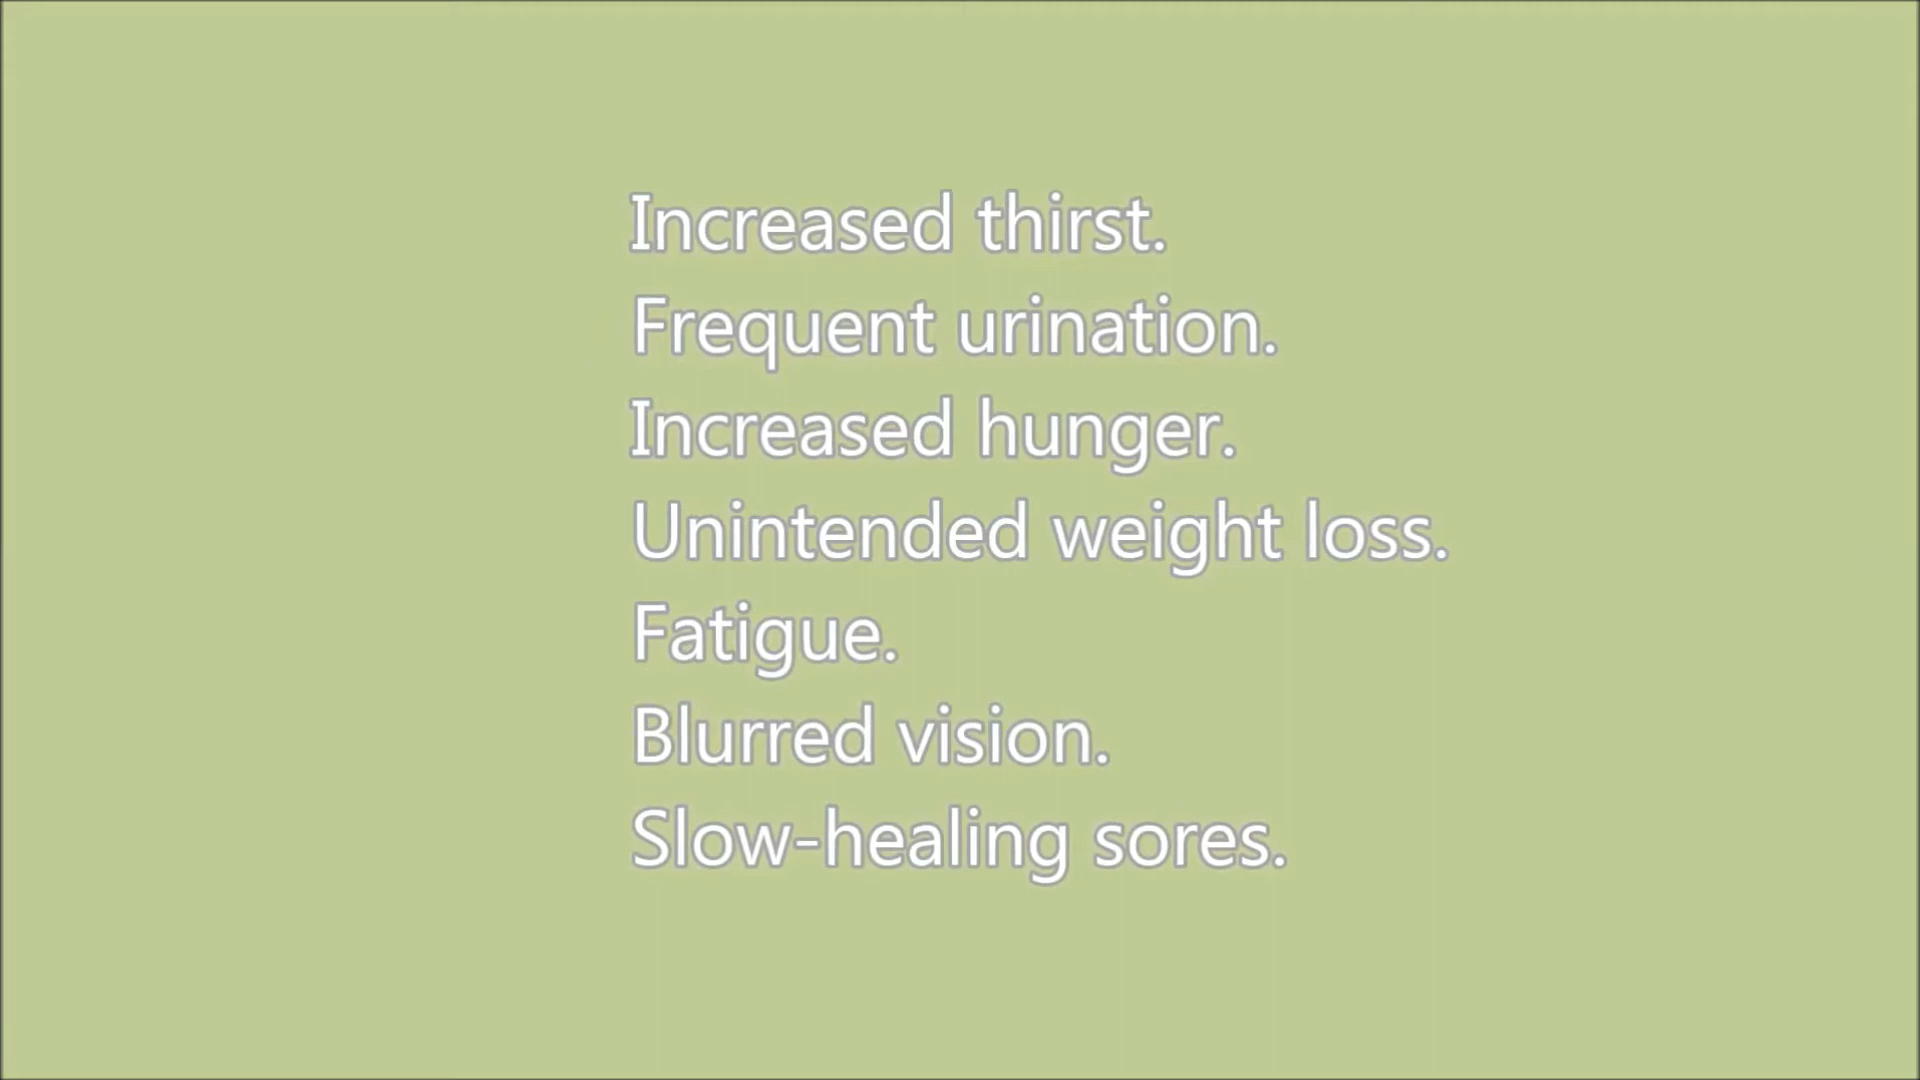 Increased thirst.
Frequent urination.
Increased hunger.
Unintended weight loss.
Fatigue.
Blurred vision.
Slow-healing sores.